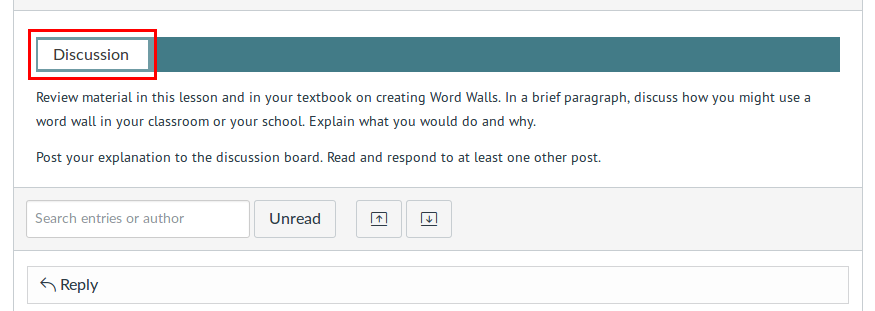 Discussion
Review material in this lesson and in your textbook on creating Word Walls. In a brief paragraph, discuss how you might use a
word wall in your classroom or your school. Explain what you would do and why.
Post your explanation to the discussion board. Read and respond to at least one other post.
Search entries or author
Unread
Reply